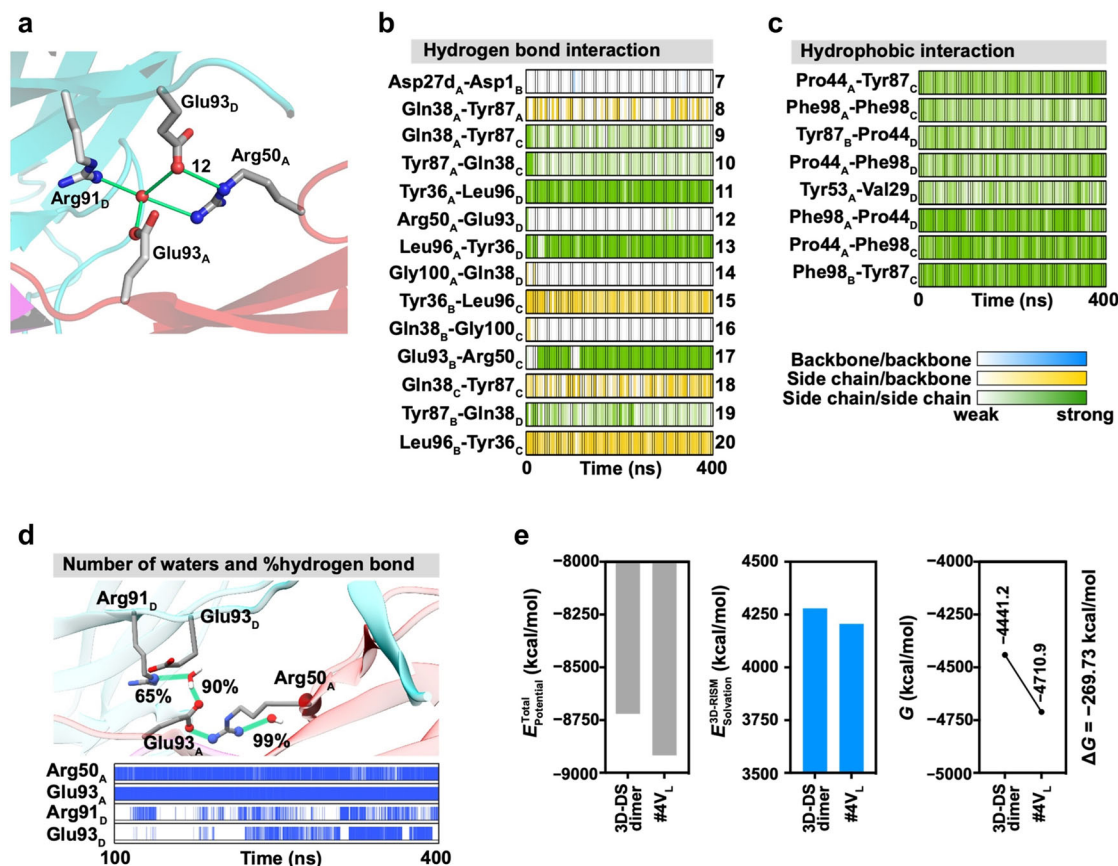 a
Glu93D
12
Arg50A
Arg91D
Glu93A
b
Hydrogen bond interaction
Asp27dA-Asp1B 7
Gln38A-Tyr87A 8
Gln38A-Tyr87C 9
Tyr87A-Gln38C 10
Tyr36A-Leu96D 11
Arg50A-Glu93D 12
Leu96A-Tyr36D 13
Gly100A-Gln38D 14
Tyr36B-Leu96C 15
Gln38B-Gly100C 16
Glu93B-Arg50C 17
Gln38C-Tyr87C 18
Tyr87B-Gln38D 19
Leu96B-Tyr36C 20
0 Time (ns) 400
c
Hydrophobic interaction
Pro44A-Tyr87C
Phe98A-Phe98C
Tyr87B-Pro44D
Pro44A-Phe98D
Tyr53A-Val29D
Phe98A-Pro44D
Pro44A-Phe98C
Phe98B-Tyr87C
0 Time (ns) 400
Backbone/backbone
Side chain/backbone
Side chain/side chain
weak strong
d
Number of waters and %hydrogen bond
Arg91D
Glu93D
65%
90%
Arg50A
Glu93A
99%
Arg50A
Glu93A
Arg91D
Glu93D
100 Time (ns) 400
e
E Total Potential (kcal/mol)
−8000
−8250
−8500
−8750
−9000
3D-DS dimer
#4VL
E 3D-RISM Solvation (kcal/mol)
4500
4250
4000
3750
3500
3D-DS dimer
#4VL
G (kcal/mol)
−4000
−4250
−4500
−4750
−5000
−4441.2
−4710.9
3D-DS dimer
#4VL
ΔG = −269.73 kcal/mol